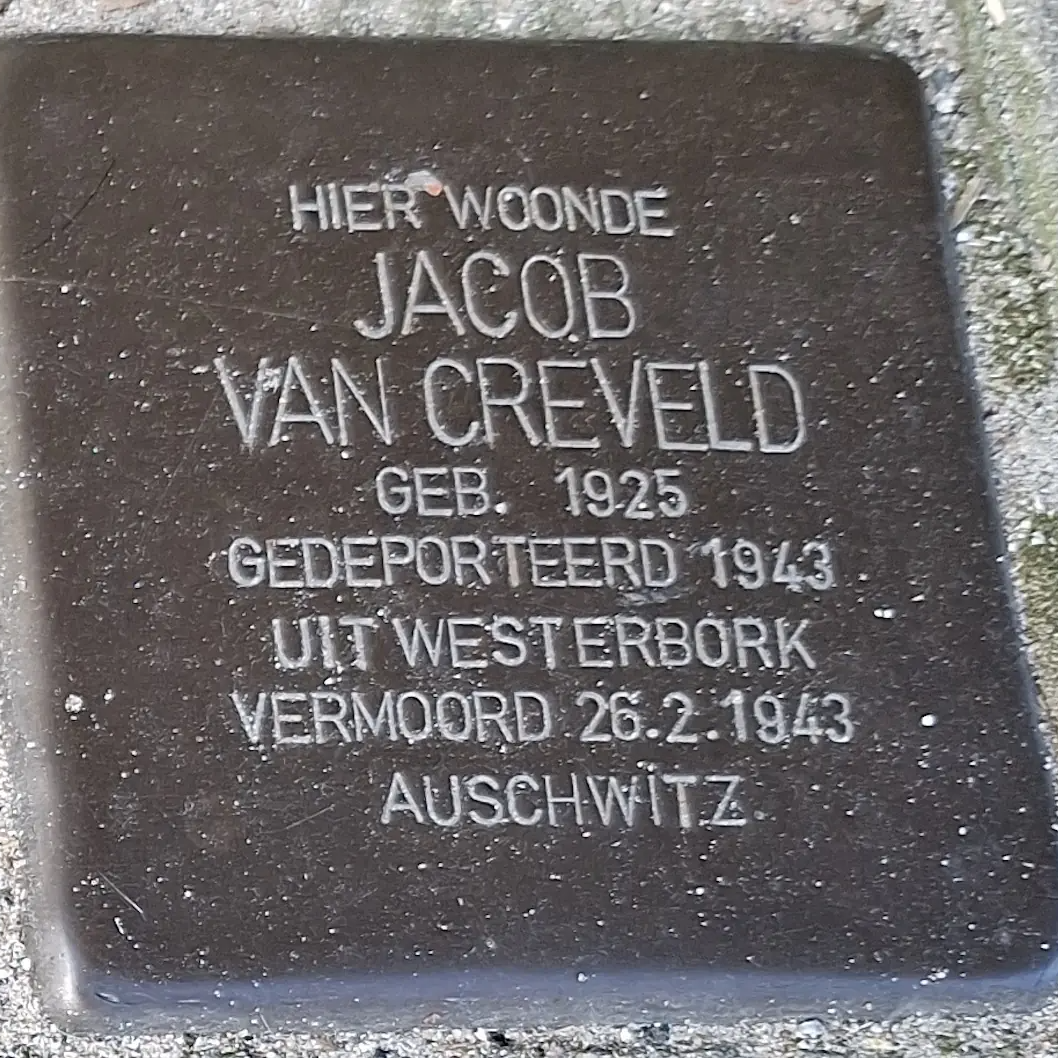 HIER WOONDE
JACOB
VAN CREVELD
GEB. 1925
GEDEPORTEERD 1943
UIT WESTERBORK
VERMOORD 26.2.1943
AUSCHWITZ